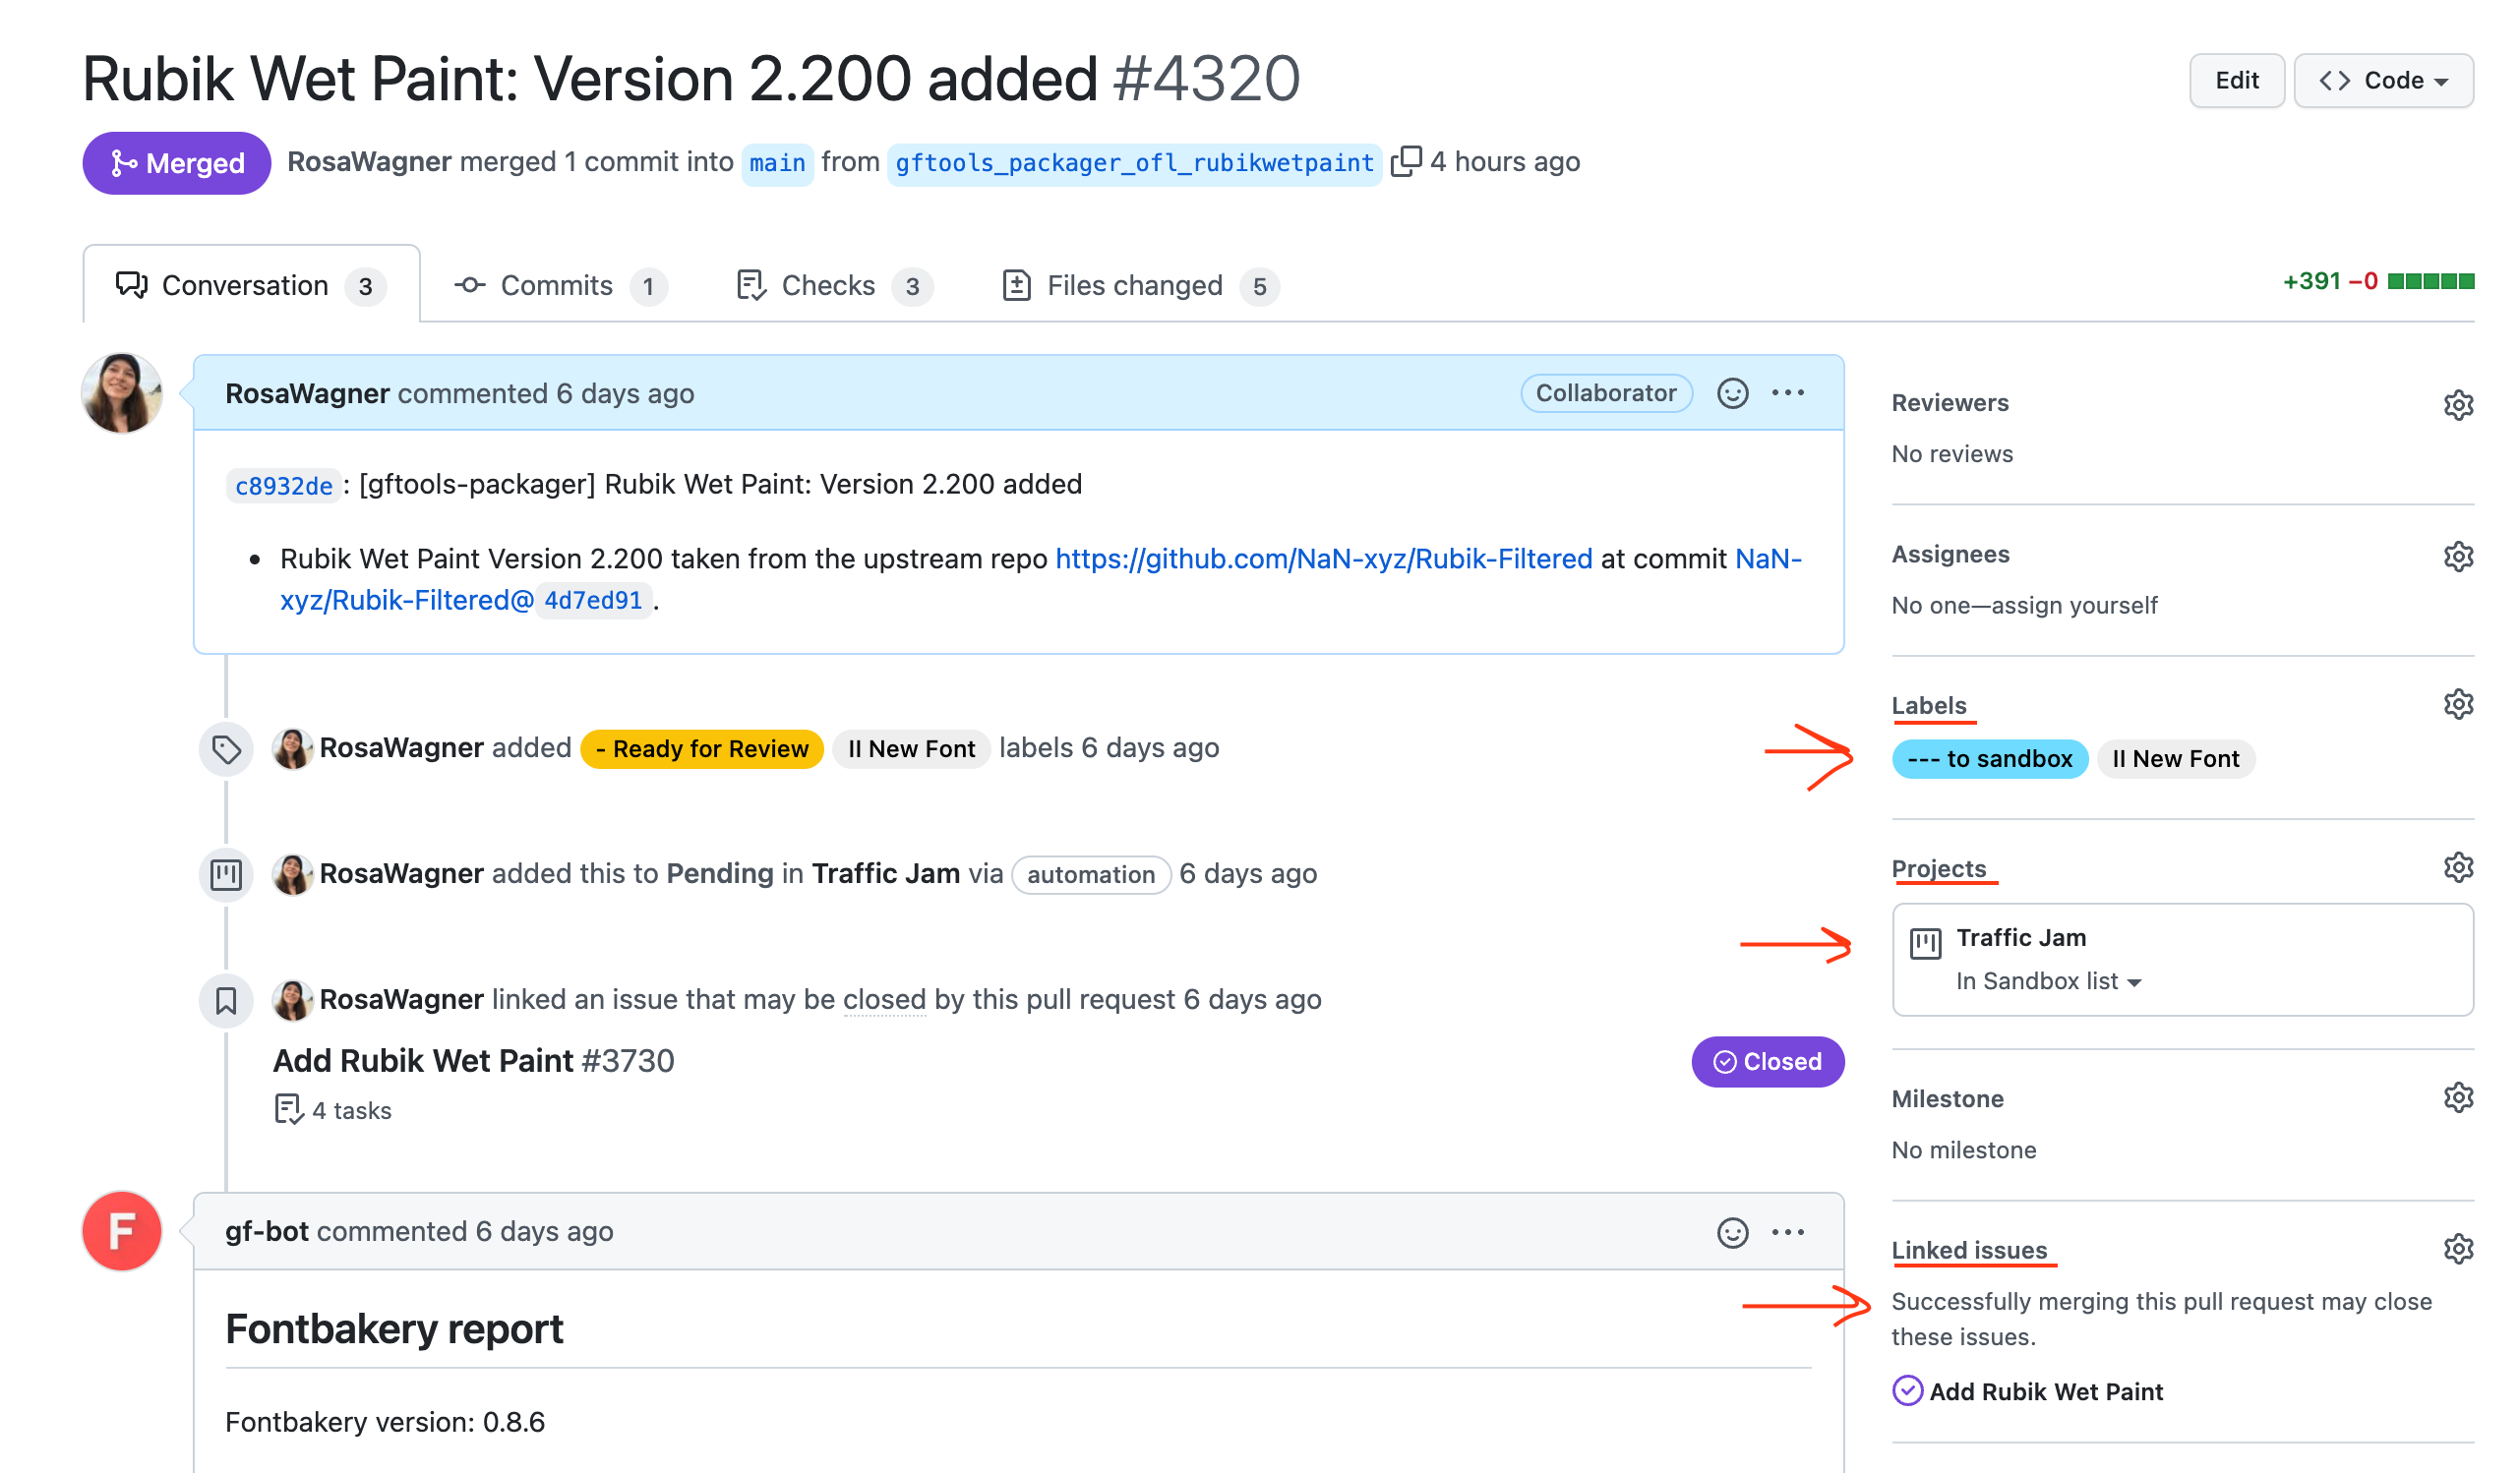 Rubik Wet Paint: Version 2.200 added #4320
Edit
Code
Merged
RosaWagner merged 1 commit into main from gftools_packager_ofl_rubikwetpaint 4 hours ago
Conversation 3
Commits 1
Checks 3
Files changed 5
+391 −0
RosaWagner commented 6 days ago
Collaborator
c8932de: [gftools-packager] Rubik Wet Paint: Version 2.200 added
• Rubik Wet Paint Version 2.200 taken from the upstream repo https://github.com/NaN-xyz/Rubik-Filtered at commit NaN-
xyz/Rubik-Filtered@4d7ed91.
RosaWagner added - Ready for Review II New Font labels 6 days ago
RosaWagner added this to Pending in Traffic Jam via automation 6 days ago
RosaWagner linked an issue that may be closed by this pull request 6 days ago
Add Rubik Wet Paint #3730
Closed
4 tasks
F
gf-bot commented 6 days ago
Fontbakery report
Fontbakery version: 0.8.6
Reviewers
No reviews
Assignees
No one—assign yourself
Labels
--- to sandbox II New Font
Projects
Traffic Jam
In Sandbox list
Milestone
No milestone
Linked issues
Successfully merging this pull request may close
these issues.
Add Rubik Wet Paint